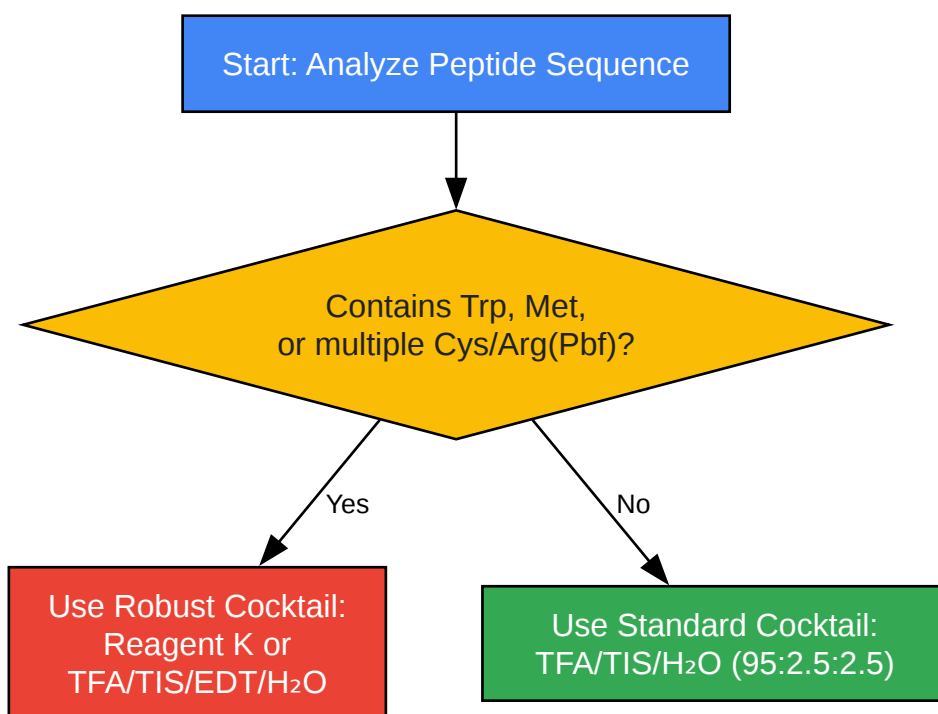 Start: Analyze Peptide Sequence
Contains Trp, Met,
or multiple Cys/Arg(Pbf)?
Yes
No
Use Robust Cocktail:
Reagent K or
TFA/TIS/EDT/H₂O
Use Standard Cocktail:
TFA/TIS/H₂O (95:2.5:2.5)